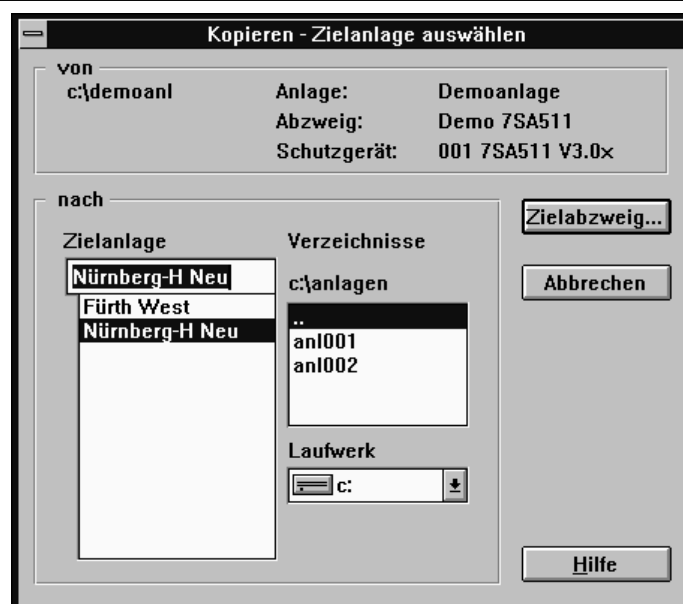 Kopieren - Zielanlage auswählen
von
c:\demoanl Anlage: Demoanlage
Abzweig: Demo 7SA511
Schutzgerät: 001 7SA511 V3.0x
nach
Zielanlage
Nürnberg-H Neu
Fürth West
Nürnberg-H Neu
Verzeichnisse
c:\anlagen
..
anl001
anl002
Laufwerk
c:
Zielabzweig...
Abbrechen
Hilfe